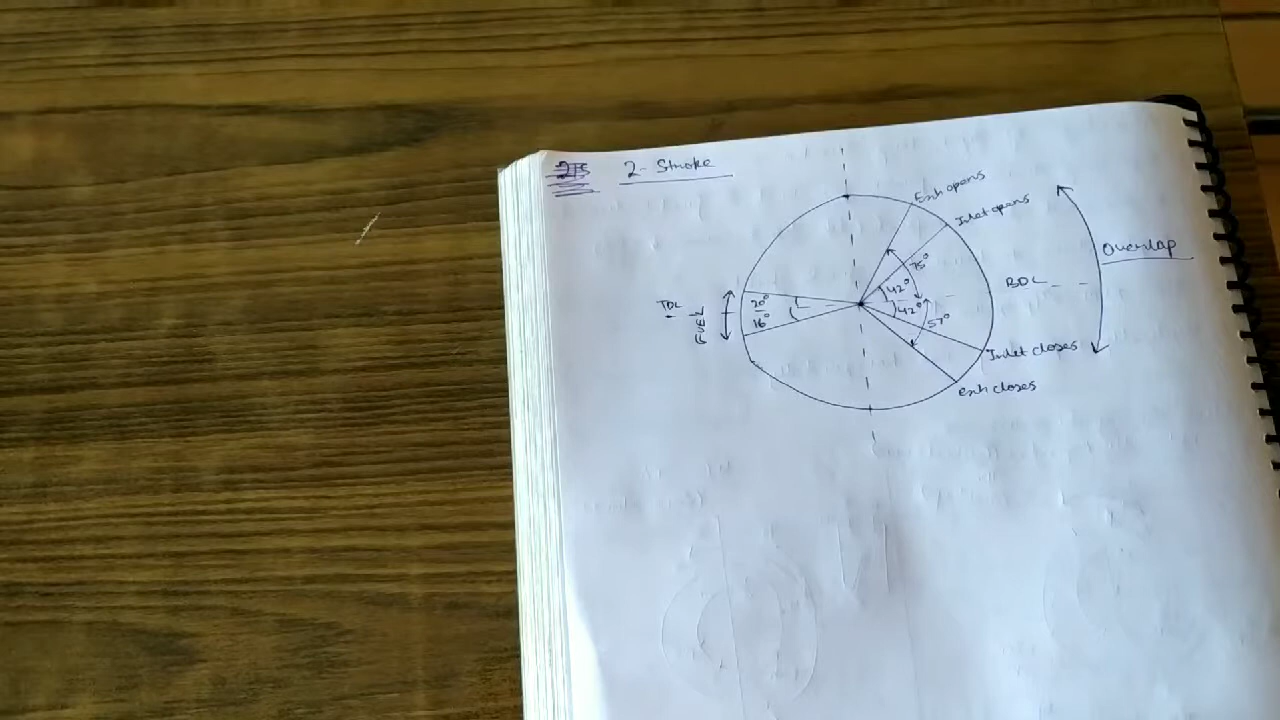 2-Stroke
Exh opens
Inlet opens
75°
Overlap
42°
BDC
TDC
FUEL
20°
16°
42°
57°
Inlet closes
exh closes